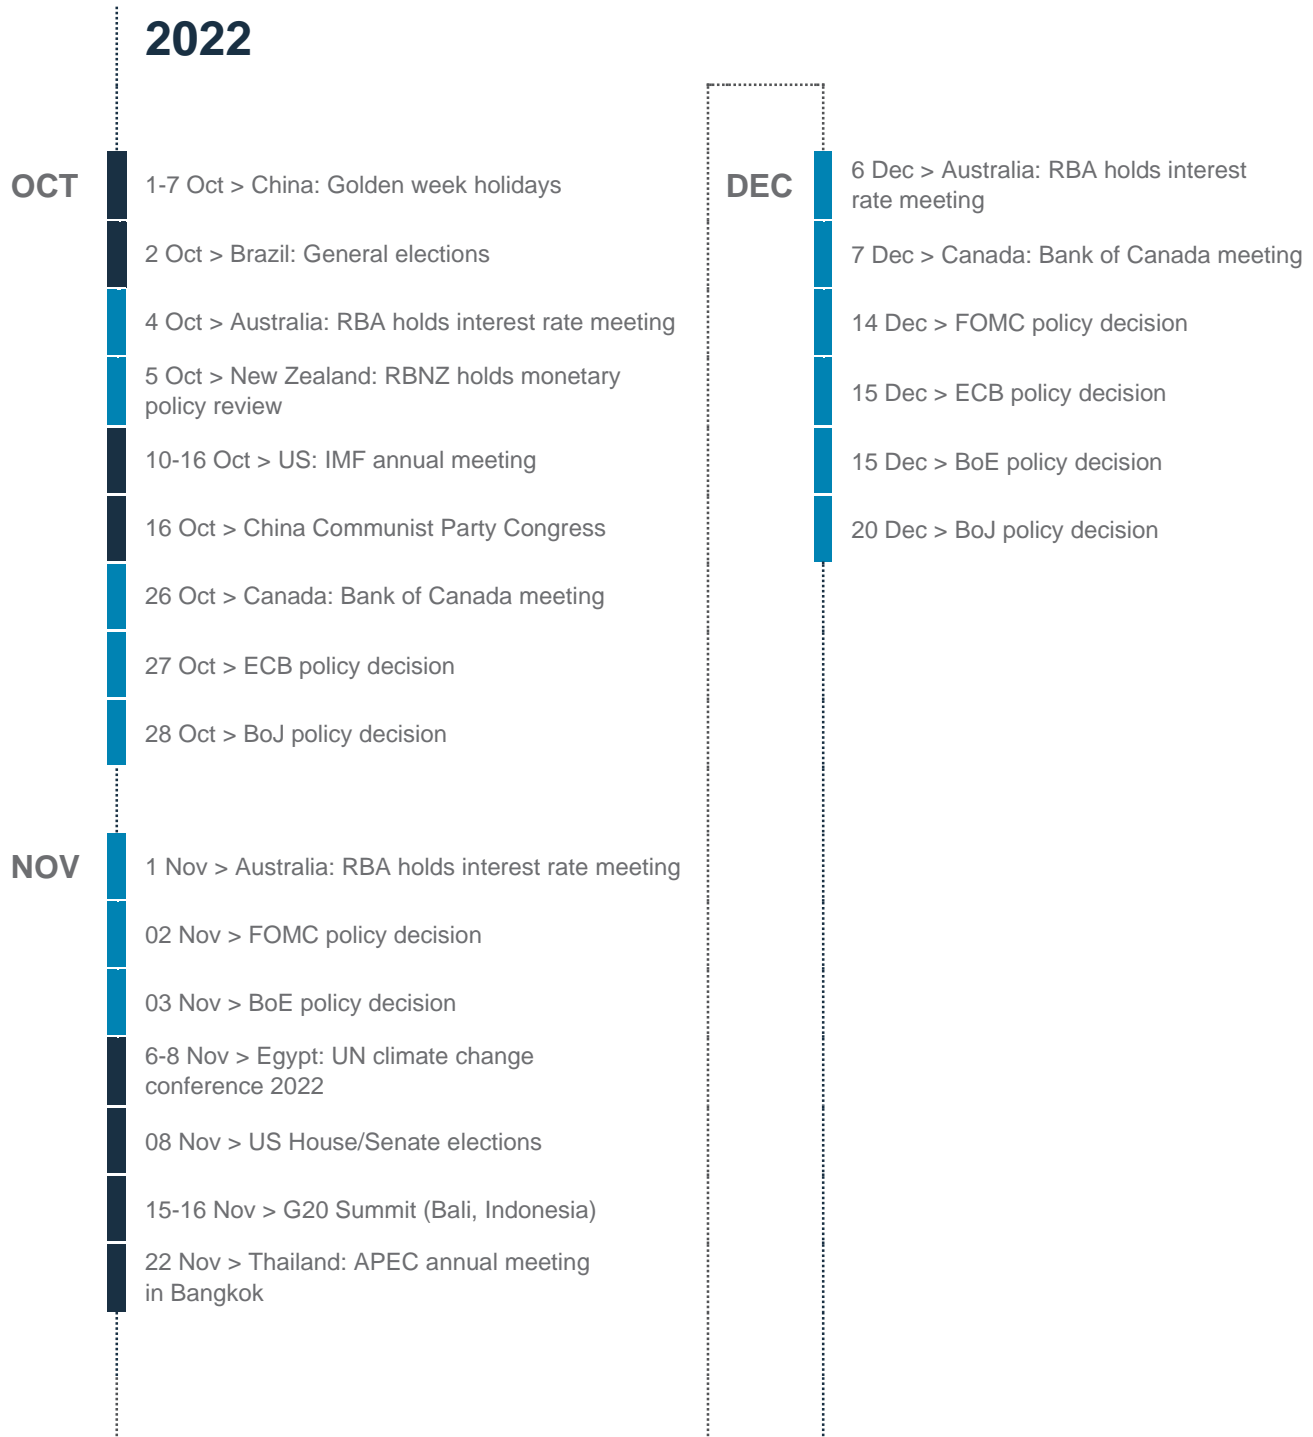 2022
OCT
1-7 Oct > China: Golden week holidays
2 Oct > Brazil: General elections
4 Oct > Australia: RBA holds interest rate meeting
5 Oct > New Zealand: RBNZ holds monetary
policy review
10-16 Oct > US: IMF annual meeting
16 Oct > China Communist Party Congress
26 Oct > Canada: Bank of Canada meeting
27 Oct > ECB policy decision
28 Oct > BoJ policy decision
NOV
1 Nov > Australia: RBA holds interest rate meeting
02 Nov > FOMC policy decision
03 Nov > BoE policy decision
6-8 Nov > Egypt: UN climate change
conference 2022
08 Nov > US House/Senate elections
15-16 Nov > G20 Summit (Bali, Indonesia)
22 Nov > Thailand: APEC annual meeting
in Bangkok
DEC
6 Dec > Australia: RBA holds interest
rate meeting
7 Dec > Canada: Bank of Canada meeting
14 Dec > FOMC policy decision
15 Dec > ECB policy decision
15 Dec > BoE policy decision
20 Dec > BoJ policy decision